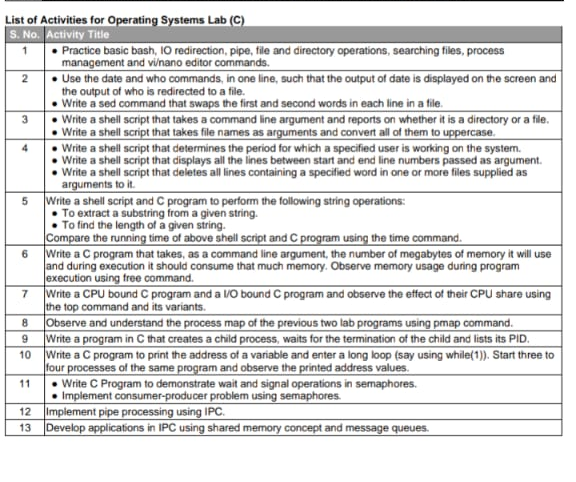 List of Activities for Operating Systems Lab (C)
S. No. Activity Title
1 • Practice basic bash, IO redirection, pipe, file and directory operations, searching files, process
management and vi/nano editor commands.
2 • Use the date and who commands, in one line, such that the output of date is displayed on the screen and
the output of who is redirected to a file.
• Write a sed command that swaps the first and second words in each line in a file.
3 • Write a shell script that takes a command line argument and reports on whether it is a directory or a file.
• Write a shell script that takes file names as arguments and convert all of them to uppercase.
4 • Write a shell script that determines the period for which a specified user is working on the system.
• Write a shell script that displays all the lines between start and end line numbers passed as argument.
• Write a shell script that deletes all lines containing a specified word in one or more files supplied as
arguments to it.
5 Write a shell script and C program to perform the following string operations:
• To extract a substring from a given string.
• To find the length of a given string.
Compare the running time of above shell script and C program using the time command.
6 Write a C program that takes, as a command line argument, the number of megabytes of memory it will use
and during execution it should consume that much memory. Observe memory usage during program
execution using free command.
7 Write a CPU bound C program and a I/O bound C program and observe the effect of their CPU share using
the top command and its variants.
8 Observe and understand the process map of the previous two lab programs using pmap command.
9 Write a program in C that creates a child process, waits for the termination of the child and lists its PID.
10 Write a C program to print the address of a variable and enter a long loop (say using while(1)). Start three to
four processes of the same program and observe the printed address values.
11 • Write C Program to demonstrate wait and signal operations in semaphores.
• Implement consumer-producer problem using semaphores.
12 Implement pipe processing using IPC.
13 Develop applications in IPC using shared memory concept and message queues.